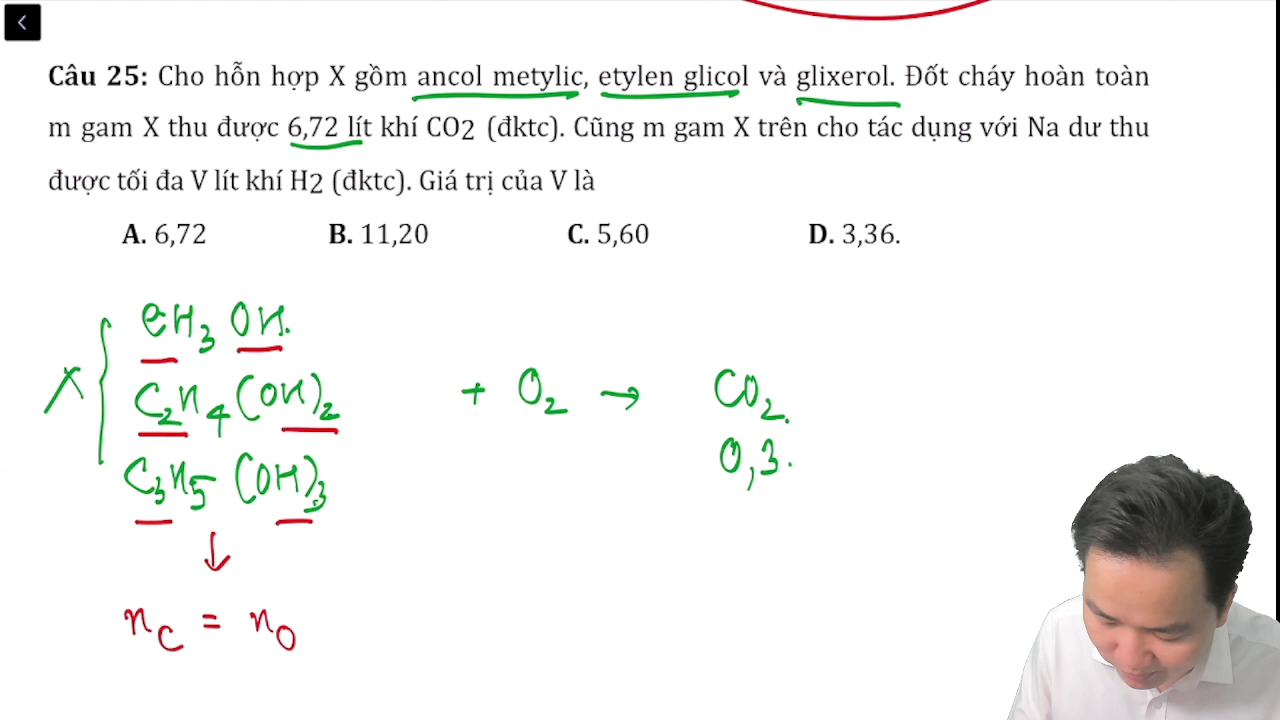 Câu 25: Cho hỗn hợp X gồm ancol metylic, etylen glicol và glixerol. Đốt cháy hoàn toàn
m gam X thu được 6,72 lít khí CO2 (đktc). Cũng m gam X trên cho tác dụng với Na dư thu
được tối đa V lít khí H2 (đktc). Giá trị của V là
A. 6,72 B. 11,20 C. 5,60 D. 3,36.
CH3 OH.
X { C2H4(OH)2 + O2 → CO2.
C3H5 (OH)3 0,3.
↓
nC = nO